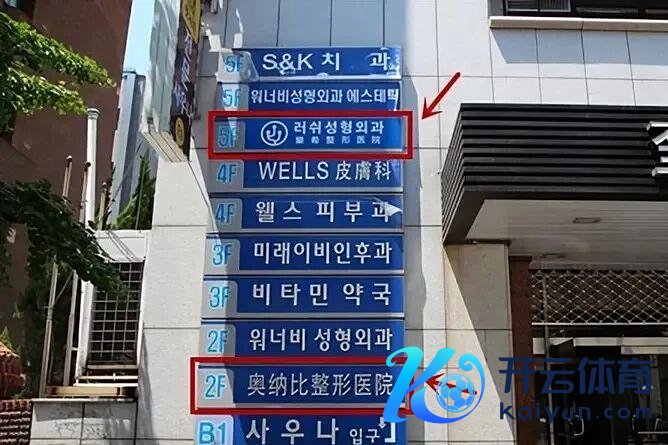 5F S&K 치과
5F 워너비성형외과 에스테틱
5F 러쉬성형외과
樂希整形医院
4F WELLS 皮膚科
4F 웰스 피부과
3F 미래이비인후과
3F 비타민약국
2F 워너비 성형외과
2F 奥纳比整形医院
B1 사우나 입구
开云体育
kaiyun.com